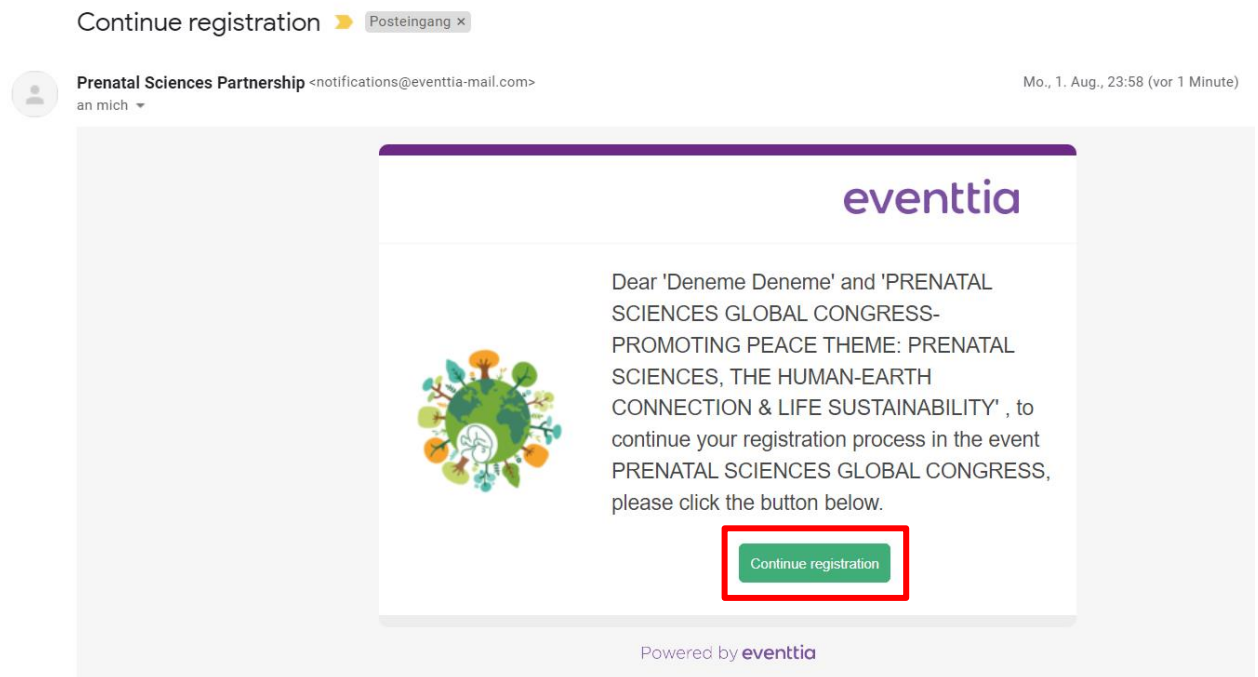 Continue registration Posteingang ×
Prenatal Sciences Partnership <notifications@eventtia-mail.com> Mo., 1. Aug., 23:58 (vor 1 Minute)
an mich
eventtia
Dear 'Deneme Deneme' and 'PRENATAL
SCIENCES GLOBAL CONGRESS-
PROMOTING PEACE THEME: PRENATAL
SCIENCES, THE HUMAN-EARTH
CONNECTION & LIFE SUSTAINABILITY' , to
continue your registration process in the event
PRENATAL SCIENCES GLOBAL CONGRESS,
please click the button below.
Continue registration
Powered by eventtia